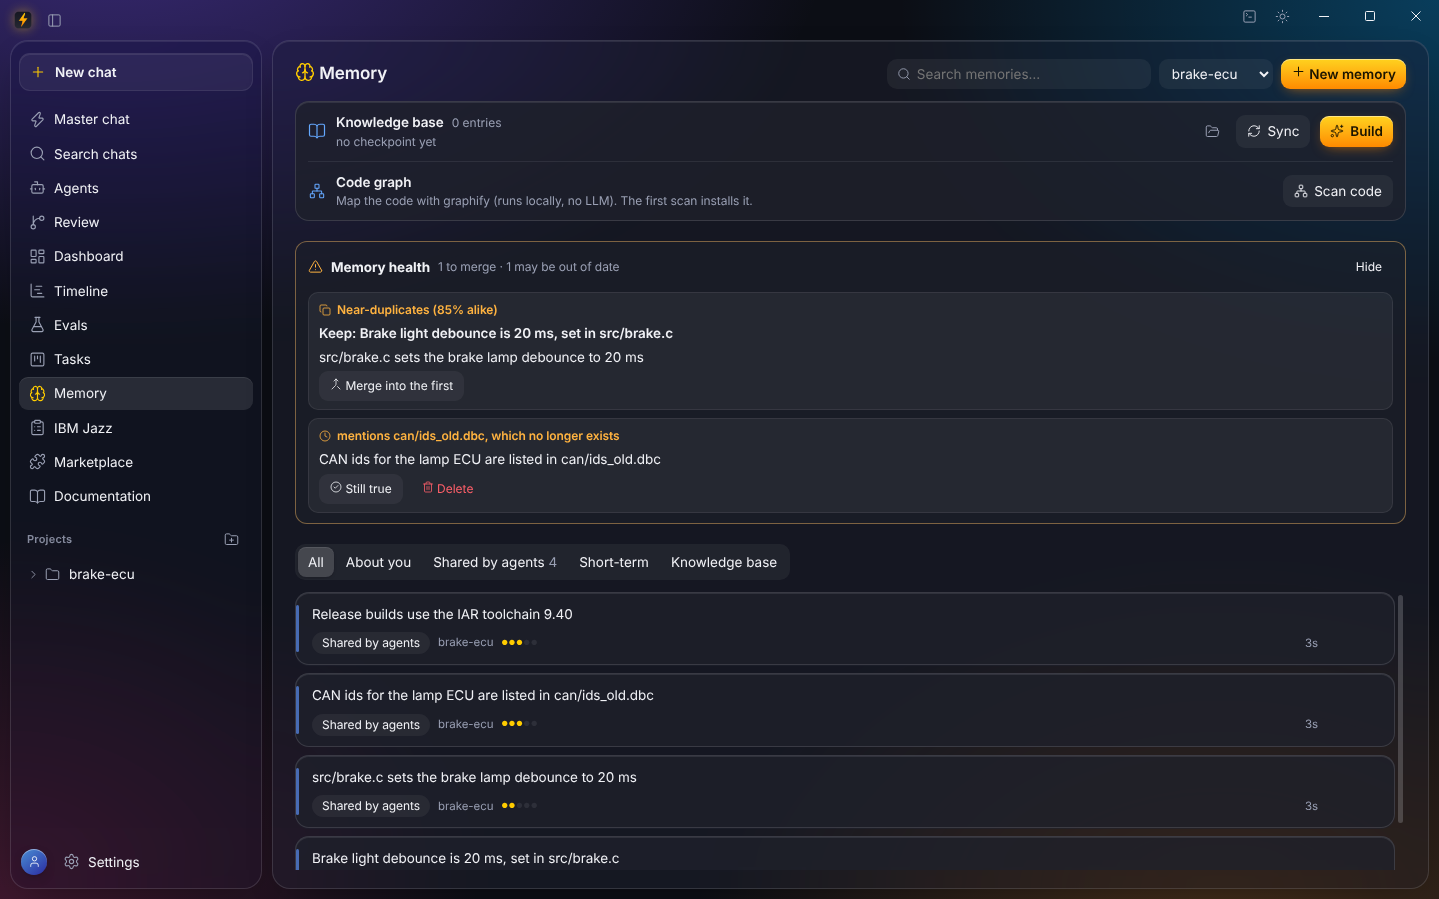 New chat
Master chat
Search chats
Agents
Review
Dashboard
Timeline
Evals
Tasks
Memory
IBM Jazz
Marketplace
Documentation
Projects
brake-ecu
Settings
Memory
Search memories...
brake-ecu
New memory
Knowledge base 0 entries
no checkpoint yet
Sync
Build
Code graph
Map the code with graphify (runs locally, no LLM). The first scan installs it.
Scan code
Memory health 1 to merge · 1 may be out of date
Hide
Near-duplicates (85% alike)
Keep: Brake light debounce is 20 ms, set in src/brake.c
src/brake.c sets the brake lamp debounce to 20 ms
Merge into the first
mentions can/ids_old.dbc, which no longer exists
CAN ids for the lamp ECU are listed in can/ids_old.dbc
Still true
Delete
All
About you
Shared by agents 4
Short-term
Knowledge base
Release builds use the IAR toolchain 9.40
Shared by agents brake-ecu 3s
CAN ids for the lamp ECU are listed in can/ids_old.dbc
Shared by agents brake-ecu 3s
src/brake.c sets the brake lamp debounce to 20 ms
Shared by agents brake-ecu 3s
Brake light debounce is 20 ms, set in src/brake.c